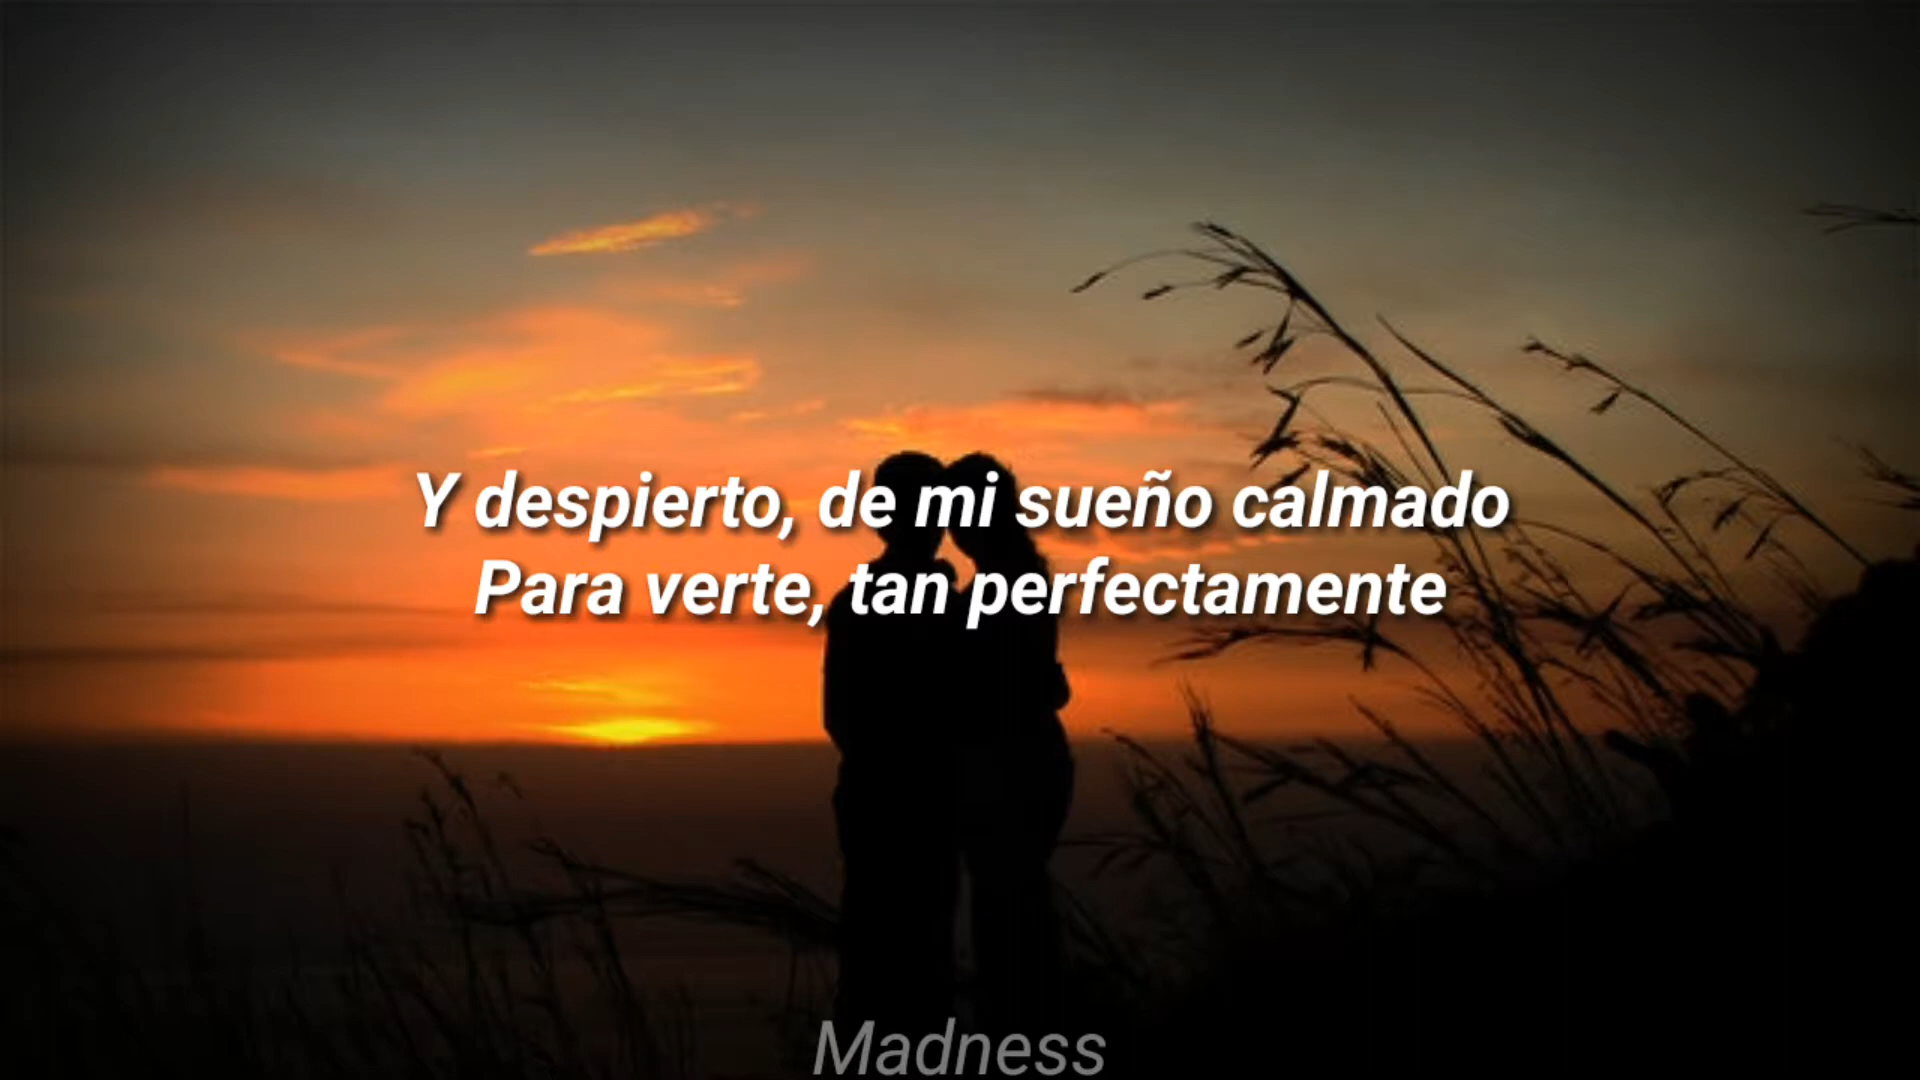 Y despierto, de mi sueño calmado
Para verte, tan perfectamente
Madness